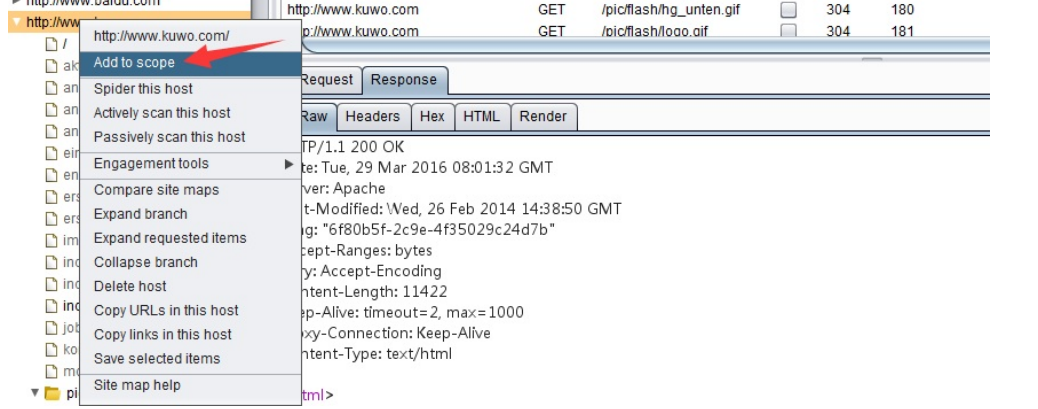 http://www.baidu.com
http://www.kuwo.com GET /pic/flash/hg_unten.gif 304 180
http://www
p://www.kuwo.com GET /pic/flash/logo.gif 304 181
/
http://www.kuwo.com/
ak
Add to scope
an
Spider this host
an
Actively scan this host
an
Passively scan this host
ein
Engagement tools
en
Compare site maps
ers
Expand branch
ers
Expand requested items
im
Collapse branch
inc
Delete host
inc
Copy URLs in this host
inc
Copy links in this host
job
Save selected items
ko
Site map help
mo
pi
Request Response
Raw Headers Hex HTML Render
TP/1.1 200 OK
te: Tue, 29 Mar 2016 08:01:32 GMT
ver: Apache
t-Modified: Wed, 26 Feb 2014 14:38:50 GMT
ag: "6f80b5f-2c9e-4f35029c24d7b"
cept-Ranges: bytes
ry: Accept-Encoding
ntent-Length: 11422
ep-Alive: timeout=2, max=1000
oxy-Connection: Keep-Alive
ntent-Type: text/html
tml>